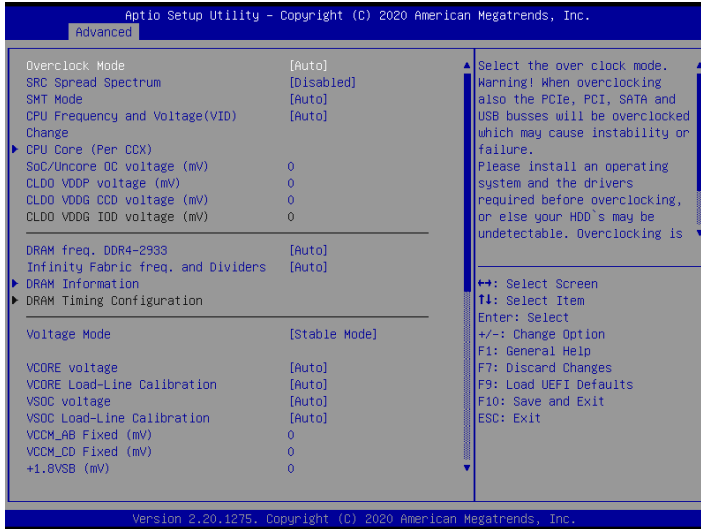 Aptio Setup Utility – Copyright (C) 2020 American Megatrends, Inc.
Advanced
Overclock Mode [Auto]
SRC Spread Spectrum [Disabled]
SMT Mode [Auto]
CPU Frequency and Voltage(VID) [Auto]
Change
CPU Core (Per CCX)
SoC/Uncore OC voltage (mV) 0
CLDO VDDP voltage (mV) 0
CLDO VDDG CCD voltage (mV) 0
CLDO VDDG IOD voltage (mV) 0
DRAM freq. DDR4-2933 [Auto]
Infinity Fabric freq. and Dividers [Auto]
DRAM Information
DRAM Timing Configuration
Voltage Mode [Stable Mode]
VCORE voltage [Auto]
VCORE Load-Line Calibration [Auto]
VSOC voltage [Auto]
VSOC Load-Line Calibration [Auto]
VCCM_AB Fixed (mV) 0
VCCM_CD Fixed (mV) 0
+1.8VSB (mV) 0
Select the over clock mode.
Warning! When overclocking
also the PCIe, PCI, SATA and
USB busses will be overclocked
which may cause instability or
failure.
Please install an operating
system and the drivers
required before overclocking,
or else your HDD`s may be
undetectable. Overclocking is
↔: Select Screen
↑↓: Select Item
Enter: Select
+/-: Change Option
F1: General Help
F7: Discard Changes
F9: Load UEFI Defaults
F10: Save and Exit
ESC: Exit
Version 2.20.1275. Copyright (C) 2020 American Megatrends, Inc.